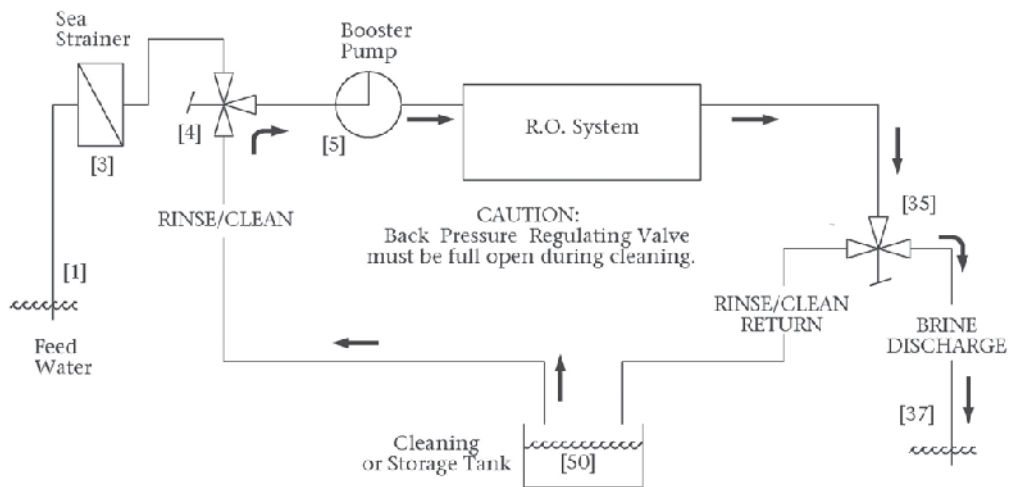 Sea
Strainer
Booster
Pump
[3]
[4]
[5]
R.O. System
[35]
RINSE/CLEAN
CAUTION:
Back Pressure Regulating Valve
must be full open during cleaning.
[1]
Feed
Water
RINSE/CLEAN
RETURN
BRINE
DISCHARGE
[37]
Cleaning
or Storage Tank
[50]